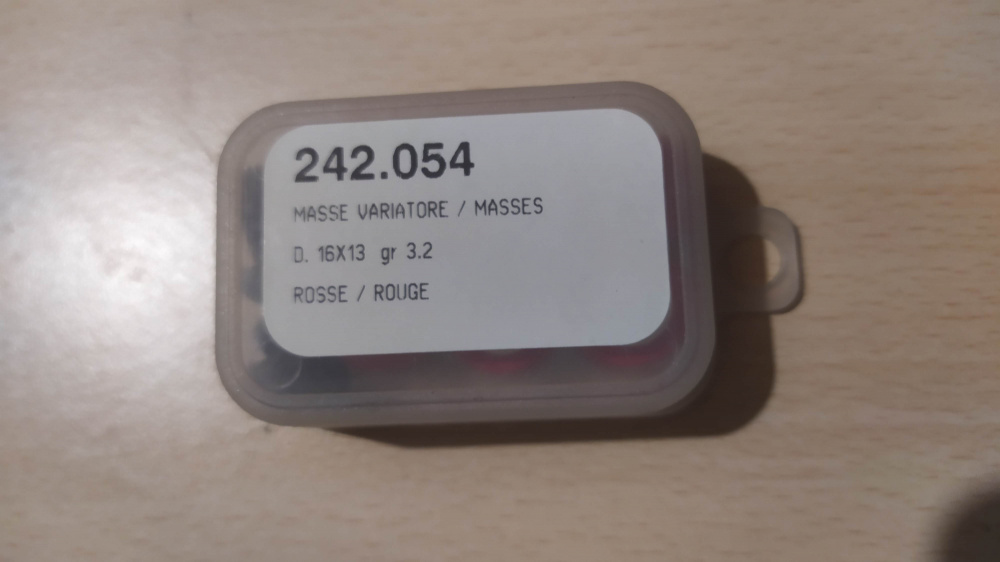 242.054
MASSE VARIATORE / MASSES
D. 16X13 gr 3.2
ROSSE / ROUGE